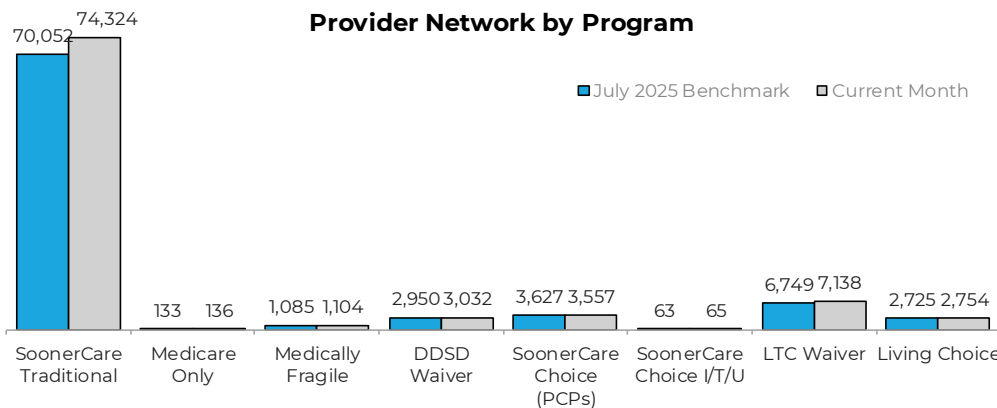 Provider Network by Program
July 2025 Benchmark
Current Month
70,052
74,324
133
136
1,085
1,104
2,950
3,032
3,627
3,557
63
65
6,749
7,138
2,725
2,754
SoonerCare
Traditional
Medicare
Only
Medically
Fragile
DDSD
Waiver
SoonerCare
Choice
(PCPs)
SoonerCare
Choice I/T/U
LTC Waiver
Living Choice